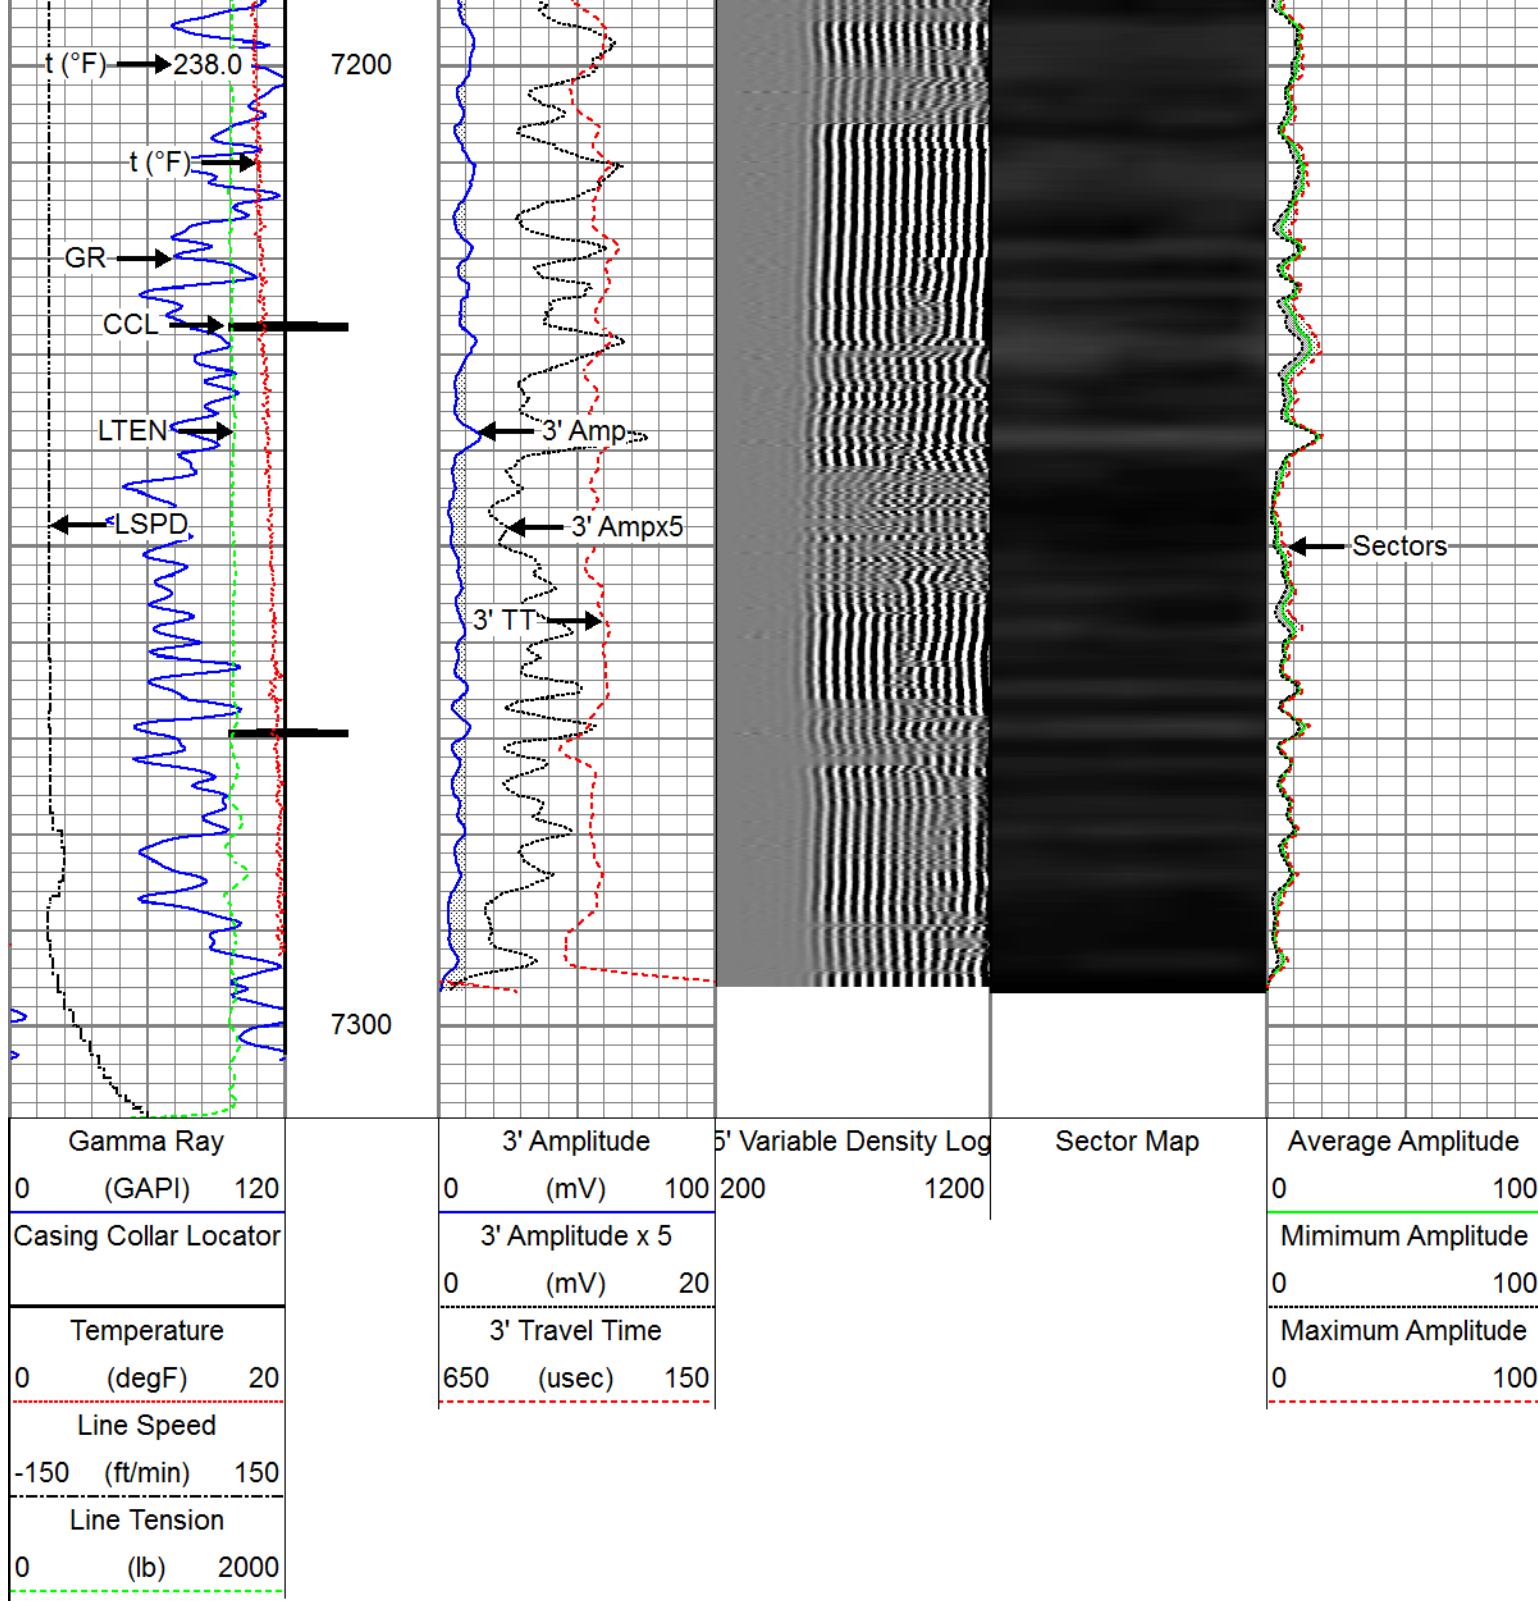 t (°F)
238.0
7200
t (°F)
GR
CCL
LTEN
3' Amp
LSPD
3' Ampx5
Sectors
3' TT
7300
Gamma Ray
0 (GAPI) 120
Casing Collar Locator
Temperature
0 (degF) 20
Line Speed
-150 (ft/min) 150
Line Tension
0 (lb) 2000
3' Amplitude
0 (mV) 100
3' Amplitude x 5
0 (mV) 20
3' Travel Time
650 (usec) 150
5' Variable Density Log
200 1200
Sector Map
Average Amplitude
0 100
Mimimum Amplitude
0 100
Maximum Amplitude
0 100